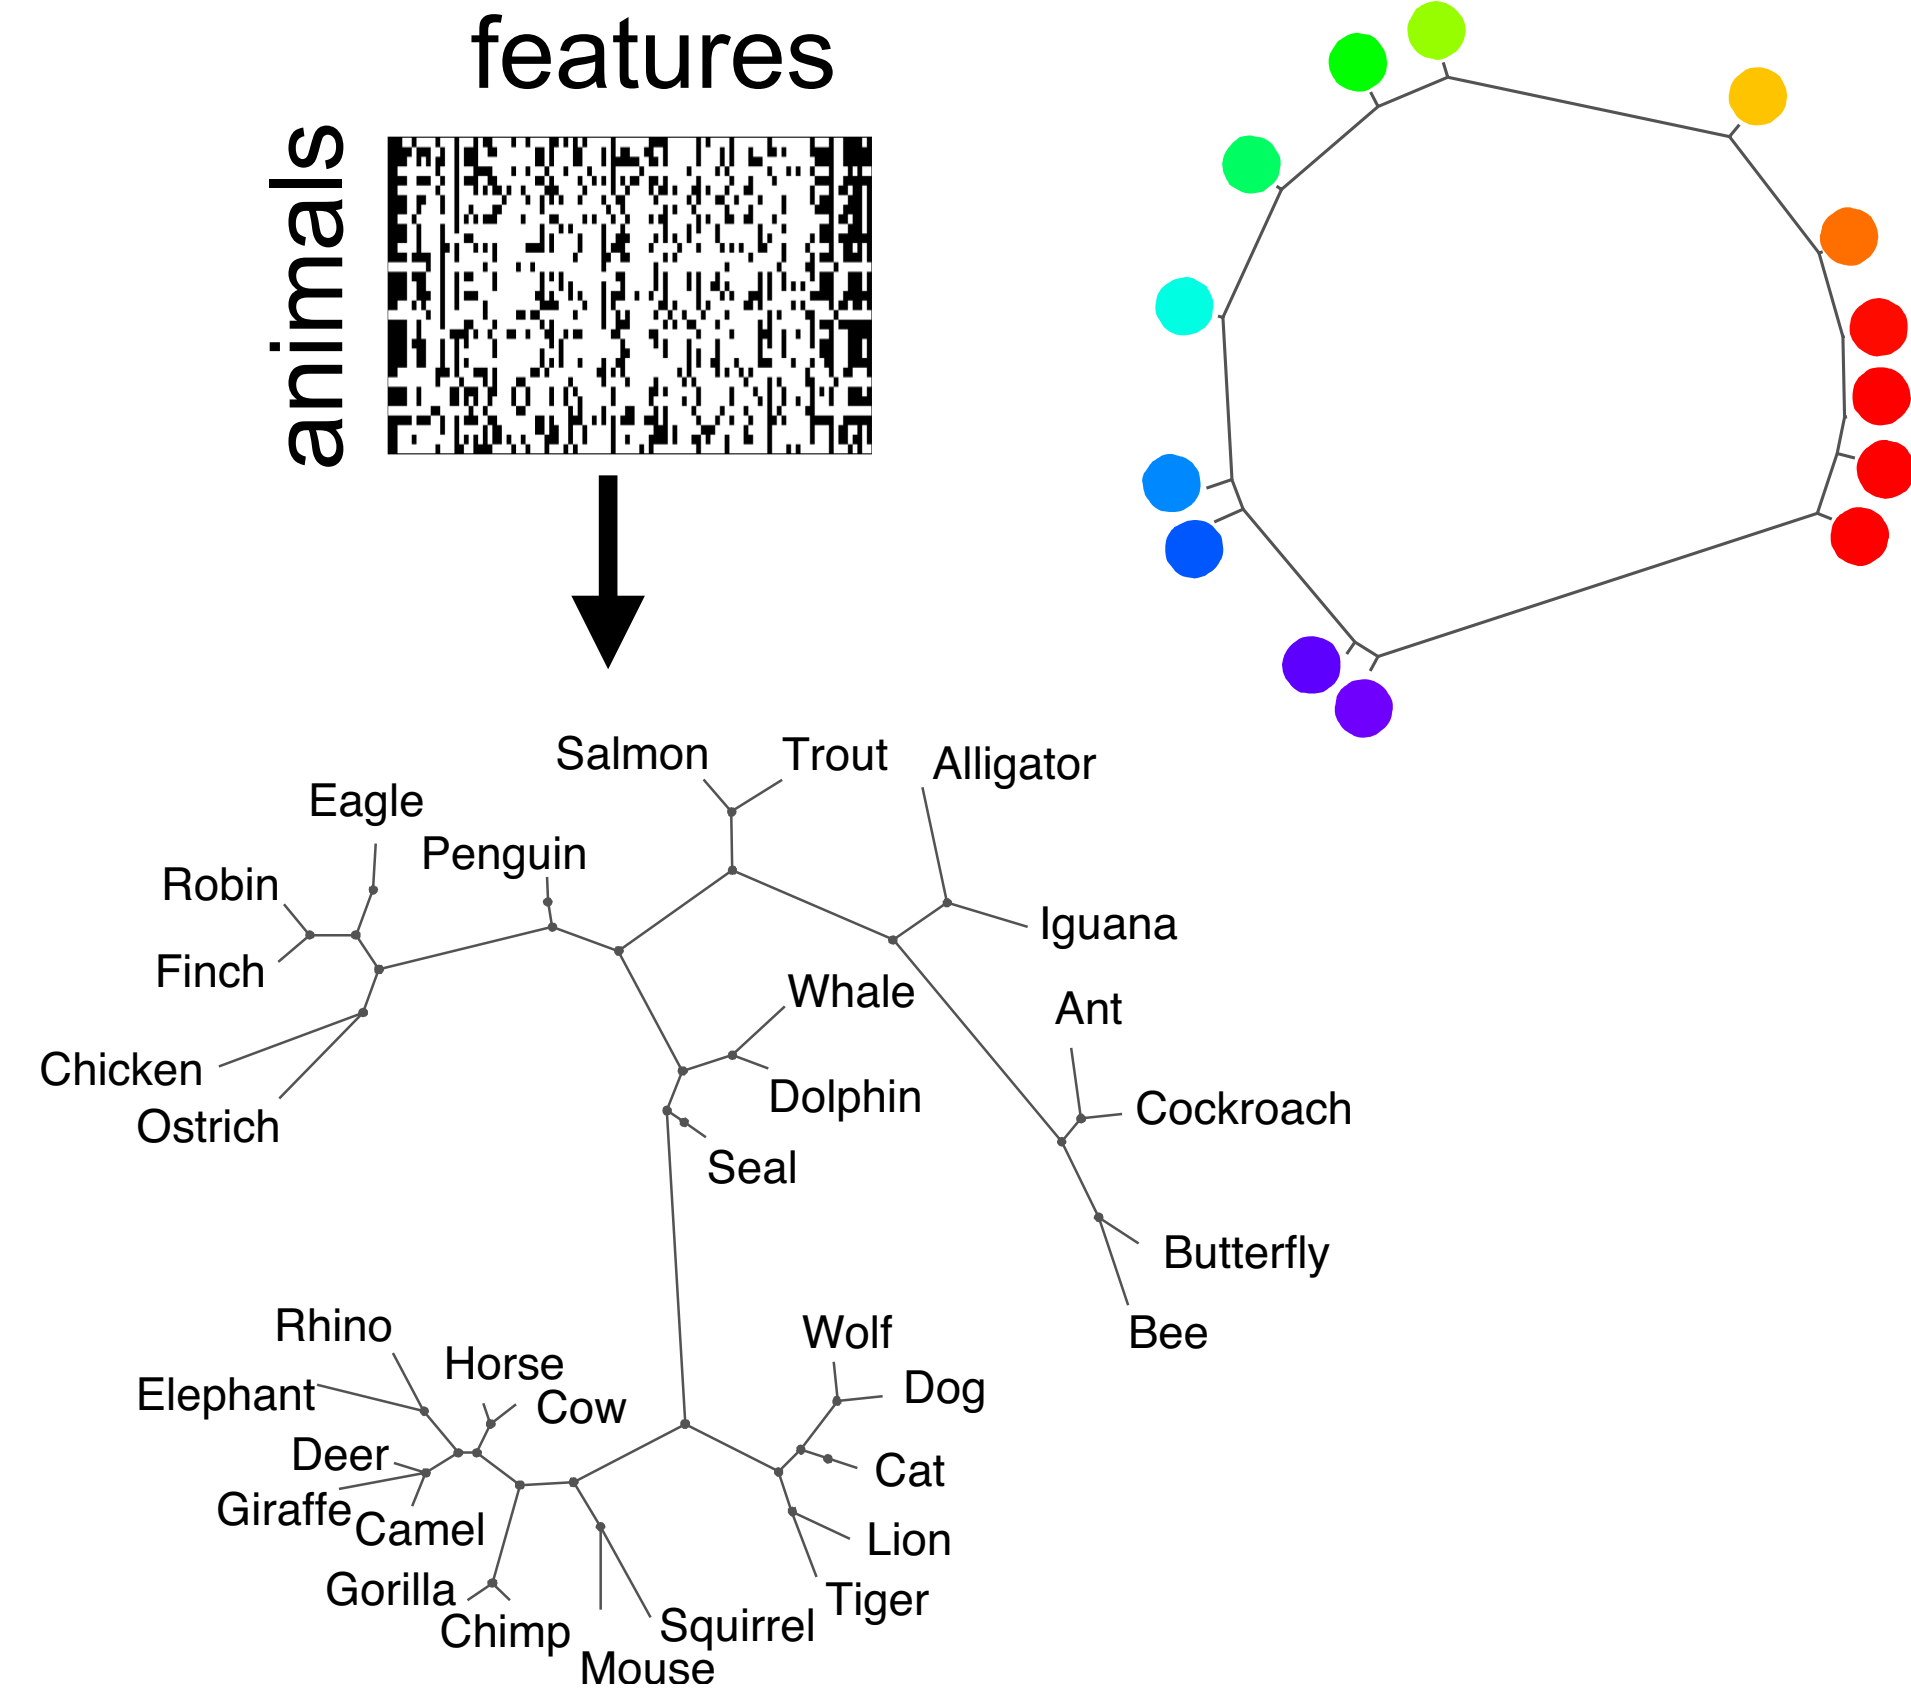 features
animals
Salmon
Trout
Alligator
Eagle
Penguin
Robin
Iguana
Finch
Whale
Ant
Chicken
Dolphin
Cockroach
Ostrich
Seal
Butterfly
Rhino
Wolf
Bee
Horse
Elephant
Dog
Cow
Deer
Cat
Giraffe
Camel
Lion
Gorilla
Tiger
Chimp
Squirrel
Mouse